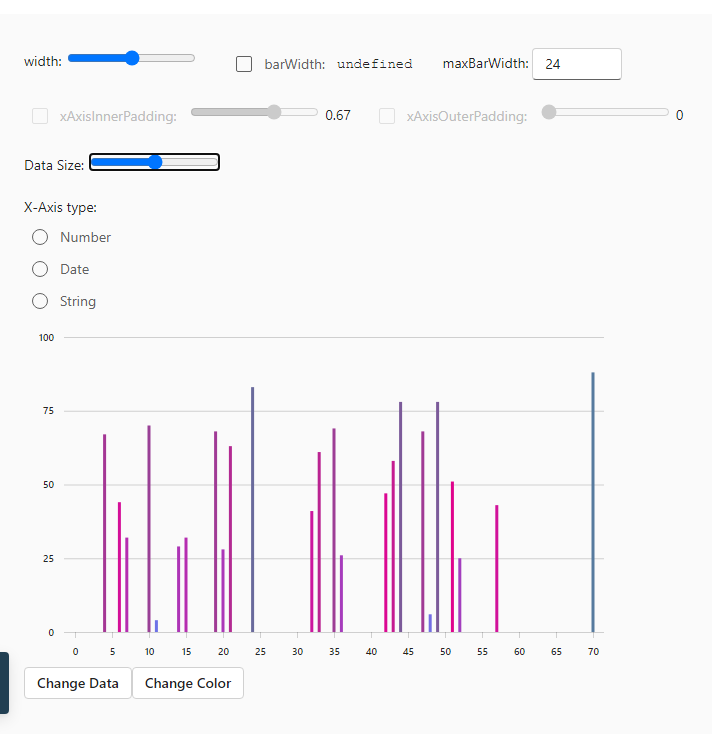 width: barWidth: undefined maxBarWidth: 24
xAxisInnerPadding: 0.67 xAxisOuterPadding: 0
Data Size:
X-Axis type:
Number
Date
String
100
75
50
25
0
0 5 10 15 20 25 30 35 40 45 50 55 60 65 70
Change Data Change Color